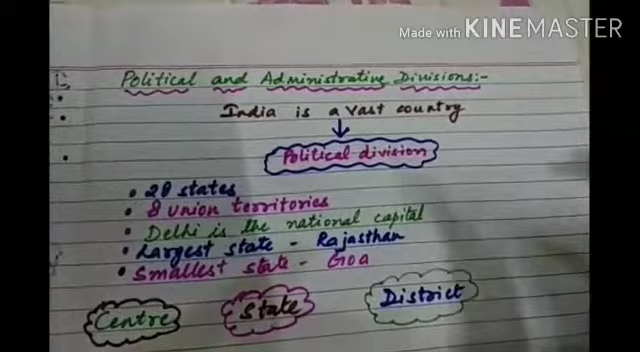 Made with KINEMASTER
Political and Administrative Divisions:-
India is a vast country
Political division
• 28 states
• 8 union territories
• Delhi is the national capital
• Largest state - Rajasthan
• Smallest state - Goa
Centre State District